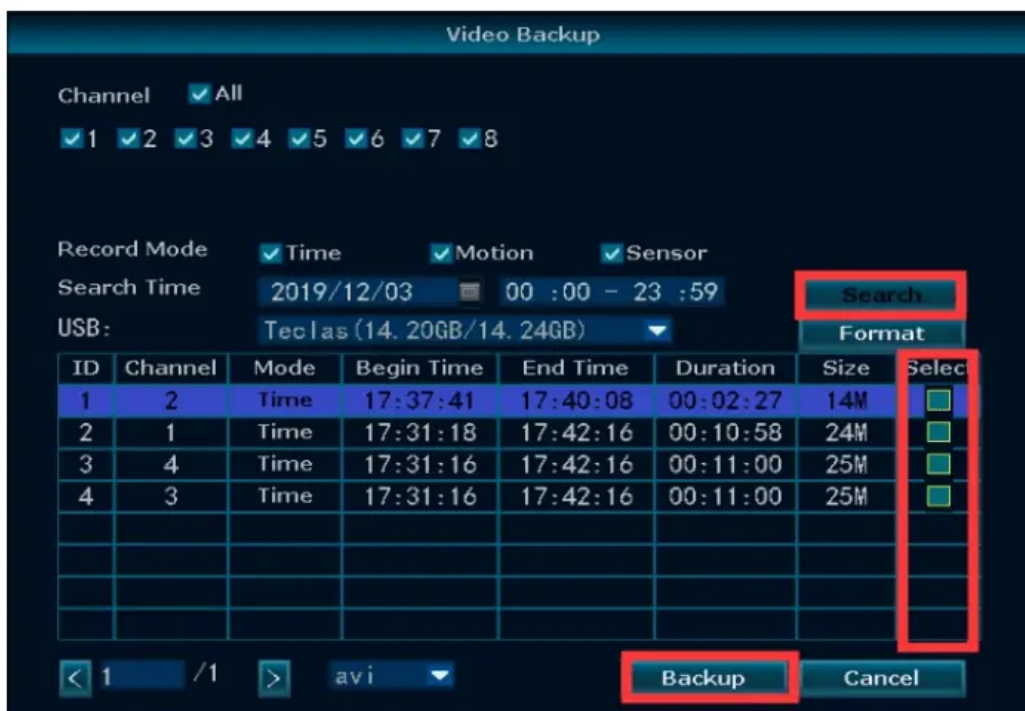 Video Backup
Channel All
1 2 3 4 5 6 7 8
Record Mode Time Motion Sensor
Search Time 2019/12/03 00 :00 - 23 :59 Search
USB: Teclas(14.20GB/14.24GB) Format
ID Channel Mode Begin Time End Time Duration Size Select
1 2 Time 17:37:41 17:40:08 00:02:27 14M
2 1 Time 17:31:18 17:42:16 00:10:58 24M
3 4 Time 17:31:16 17:42:16 00:11:00 25M
4 3 Time 17:31:16 17:42:16 00:11:00 25M
< 1 /1 > avi Backup Cancel